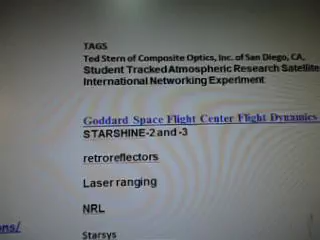 TAGS
Ted Stern of Composite Optics, Inc. of San Diego, CA,
Student Tracked Atmospheric Research Satellite
International Networking Experiment
Goddard Space Flight Center Flight Dynamics
STARSHINE-2 and -3
retroreflectors
Laser ranging
NRL
ns/
Starsys